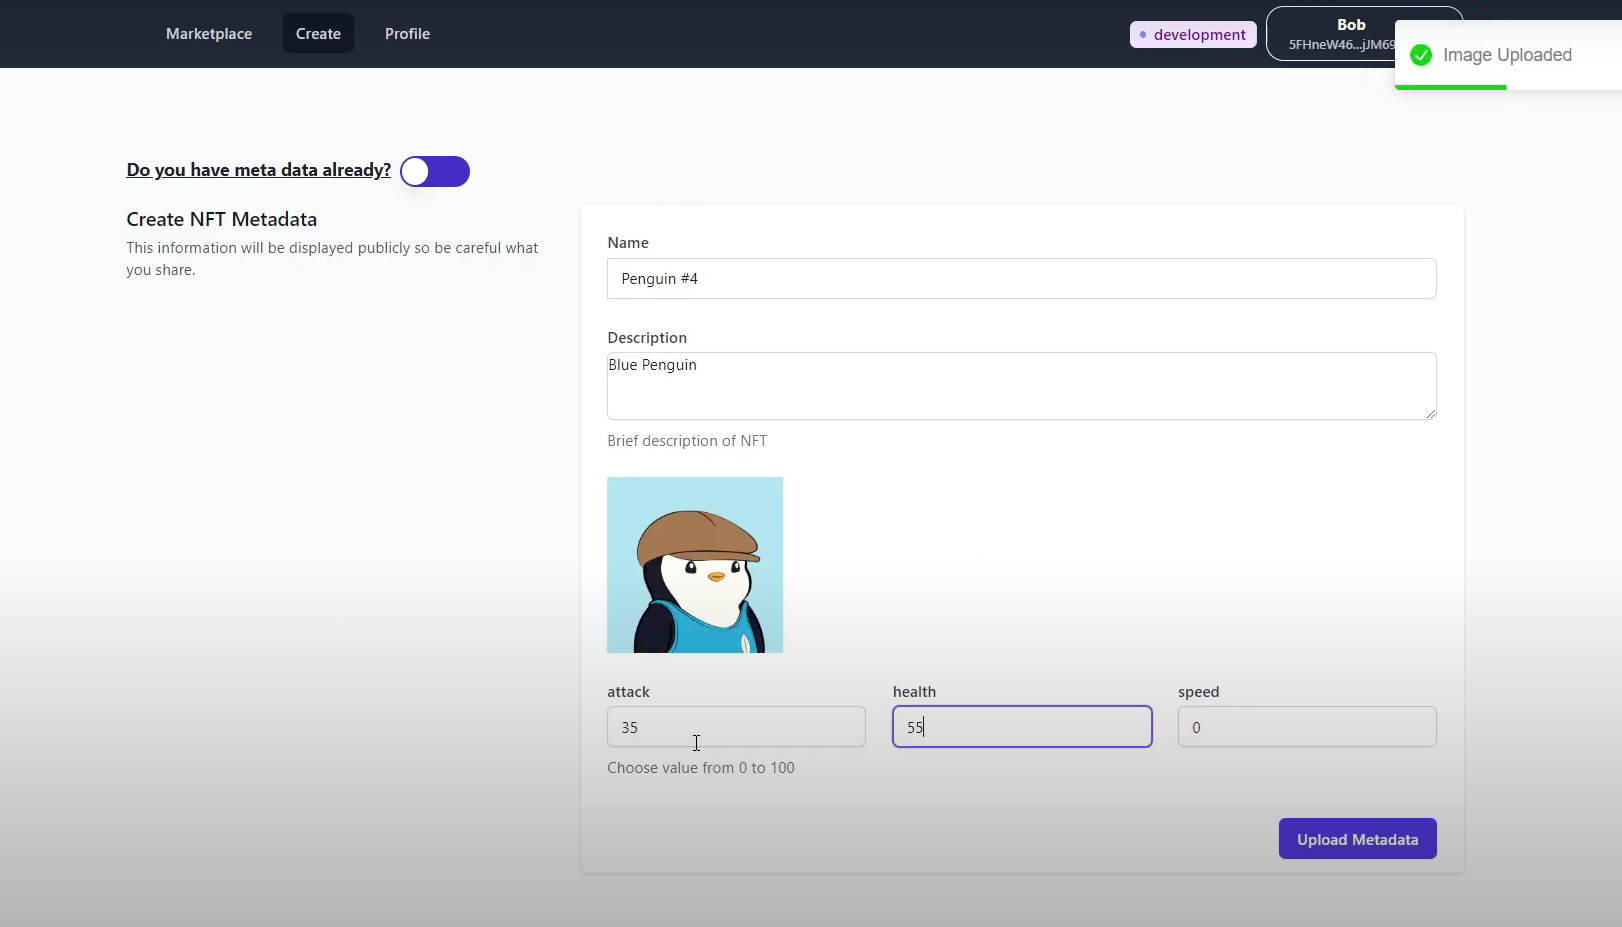 Marketplace
Create
Profile
development
Bob
5FHneW46...jJM69
Image Uploaded
Do you have meta data already?
Create NFT Metadata
This information will be displayed publicly so be careful what
you share.
Name
Penguin #4
Description
Blue Penguin
Brief description of NFT
attack
health
speed
35
55
0
Choose value from 0 to 100
Upload Metadata